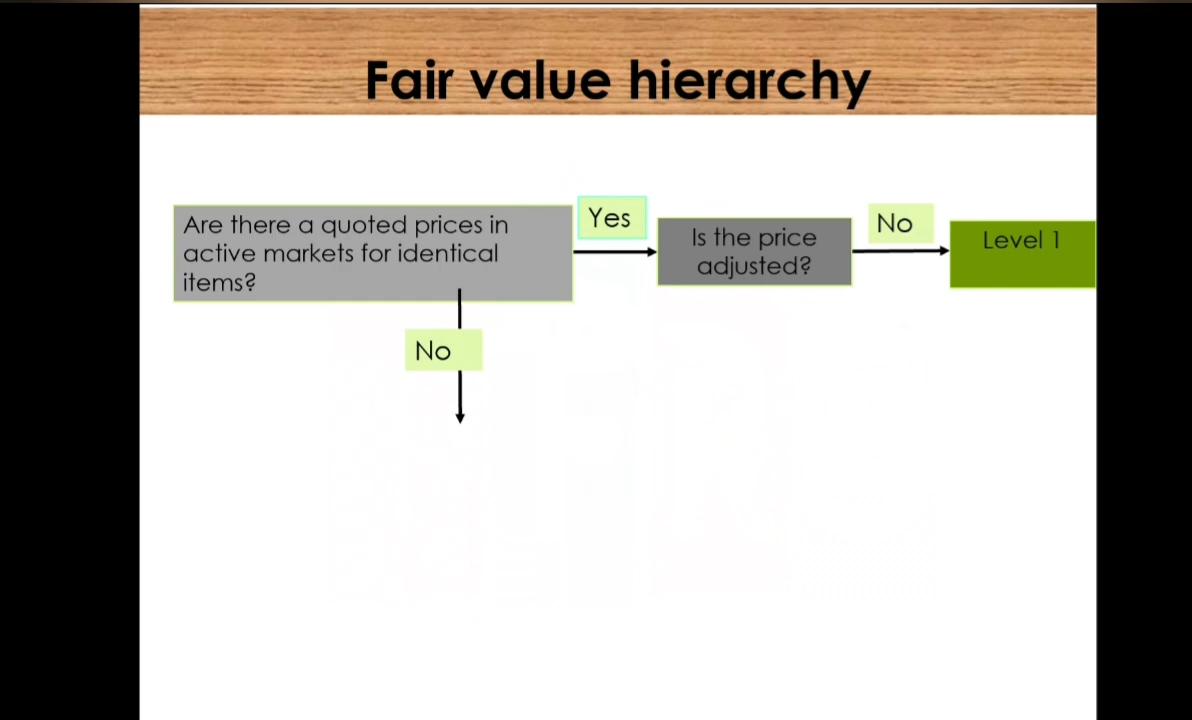 Fair value hierarchy
Are there a quoted prices in
active markets for identical
items?
Yes
Is the price
adjusted?
No
Level 1
No